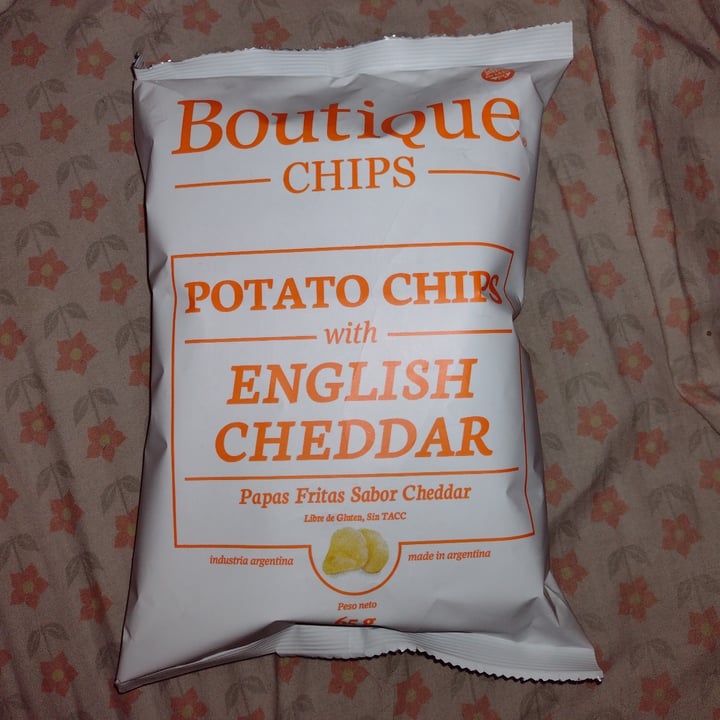 Boutique
CHIPS
POTATO CHIPS
with
ENGLISH
CHEDDAR
Papas Fritas Sabor Cheddar
Libre de Gluten, Sin TACC
industria argentina
made in argentina
Peso neto
65 g